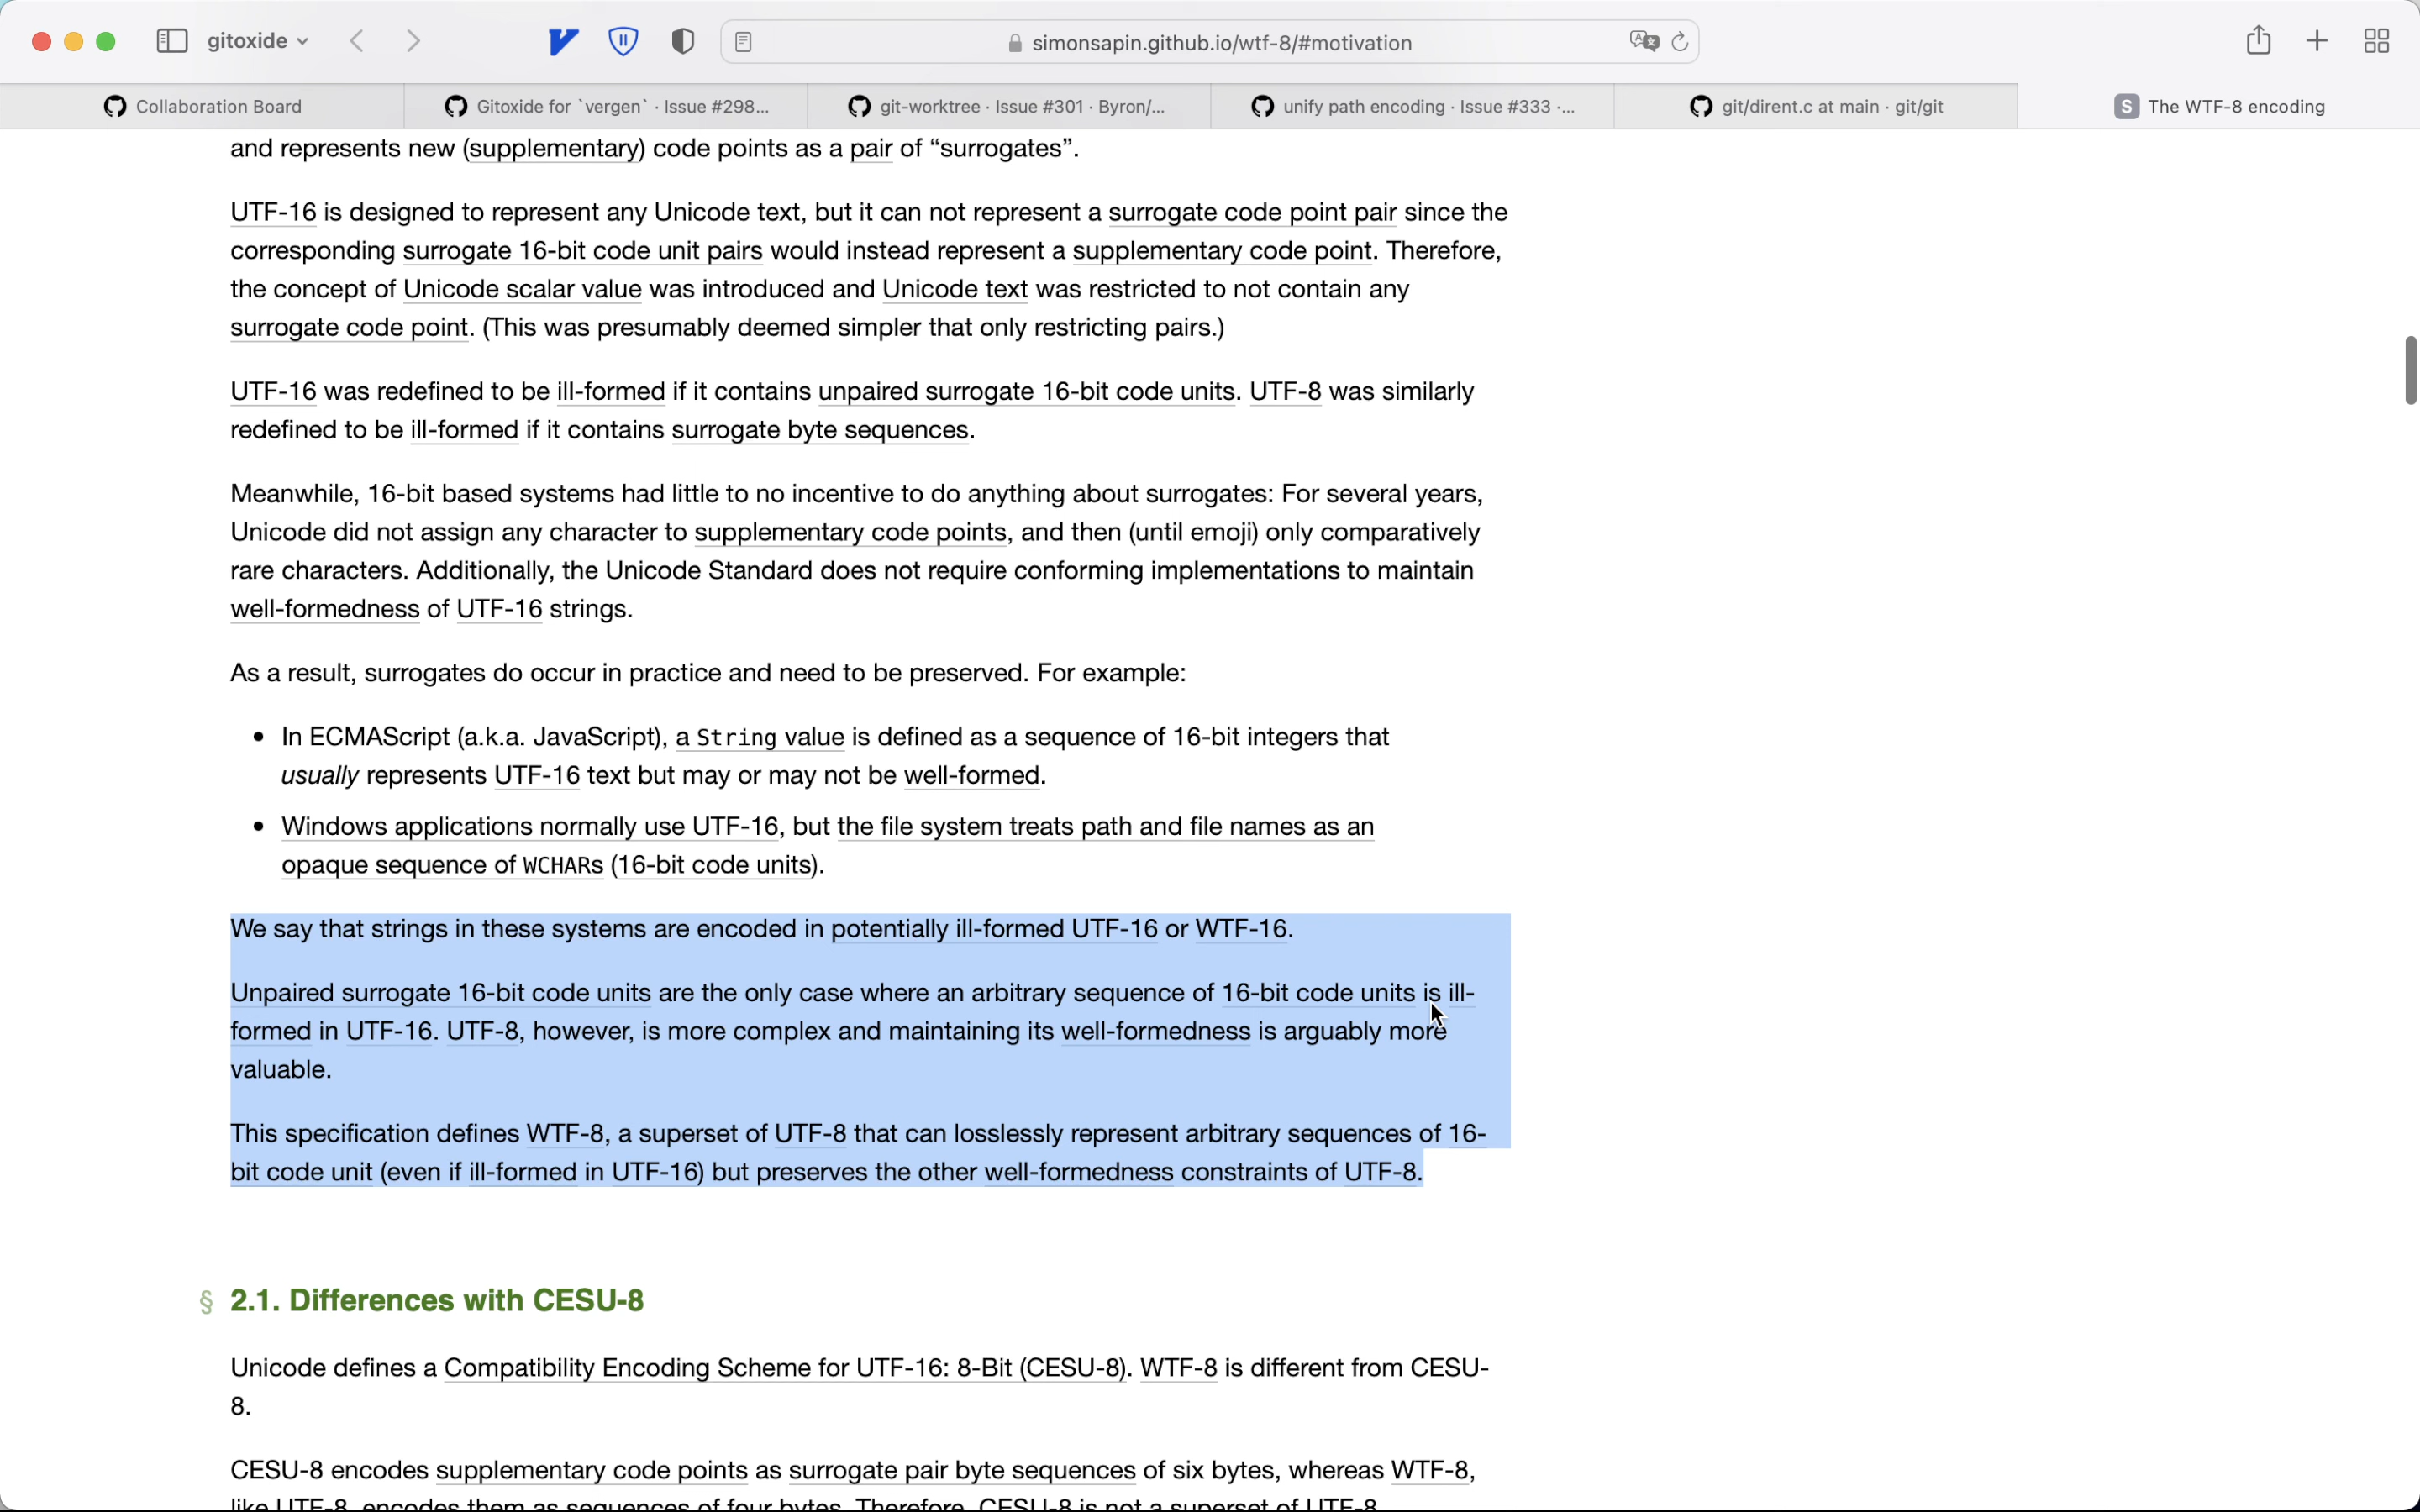 gitoxide
simonsapin.github.io/wtf-8/#motivation
Collaboration Board
Gitoxide for `vergen` · Issue #298...
git-worktree · Issue #301 · Byron/...
unify path encoding · Issue #333 ·...
git/dirent.c at main · git/git
S The WTF-8 encoding
and represents new (supplementary) code points as a pair of “surrogates”.
UTF-16 is designed to represent any Unicode text, but it can not represent a surrogate code point pair since the
corresponding surrogate 16-bit code unit pairs would instead represent a supplementary code point. Therefore,
the concept of Unicode scalar value was introduced and Unicode text was restricted to not contain any
surrogate code point. (This was presumably deemed simpler that only restricting pairs.)
UTF-16 was redefined to be ill-formed if it contains unpaired surrogate 16-bit code units. UTF-8 was similarly
redefined to be ill-formed if it contains surrogate byte sequences.
Meanwhile, 16-bit based systems had little to no incentive to do anything about surrogates: For several years,
Unicode did not assign any character to supplementary code points, and then (until emoji) only comparatively
rare characters. Additionally, the Unicode Standard does not require conforming implementations to maintain
well-formedness of UTF-16 strings.
As a result, surrogates do occur in practice and need to be preserved. For example:
• In ECMAScript (a.k.a. JavaScript), a String value is defined as a sequence of 16-bit integers that
usually represents UTF-16 text but may or may not be well-formed.
• Windows applications normally use UTF-16, but the file system treats path and file names as an
opaque sequence of WCHARs (16-bit code units).
We say that strings in these systems are encoded in potentially ill-formed UTF-16 or WTF-16.
Unpaired surrogate 16-bit code units are the only case where an arbitrary sequence of 16-bit code units is ill-
formed in UTF-16. UTF-8, however, is more complex and maintaining its well-formedness is arguably more
valuable.
This specification defines WTF-8, a superset of UTF-8 that can losslessly represent arbitrary sequences of 16-
bit code unit (even if ill-formed in UTF-16) but preserves the other well-formedness constraints of UTF-8.
§ 2.1. Differences with CESU-8
Unicode defines a Compatibility Encoding Scheme for UTF-16: 8-Bit (CESU-8). WTF-8 is different from CESU-
8.
CESU-8 encodes supplementary code points as surrogate pair byte sequences of six bytes, whereas WTF-8,
like UTF-8, encodes them as sequences of four bytes. Therefore, CESU-8 is not a superset of UTF-8.